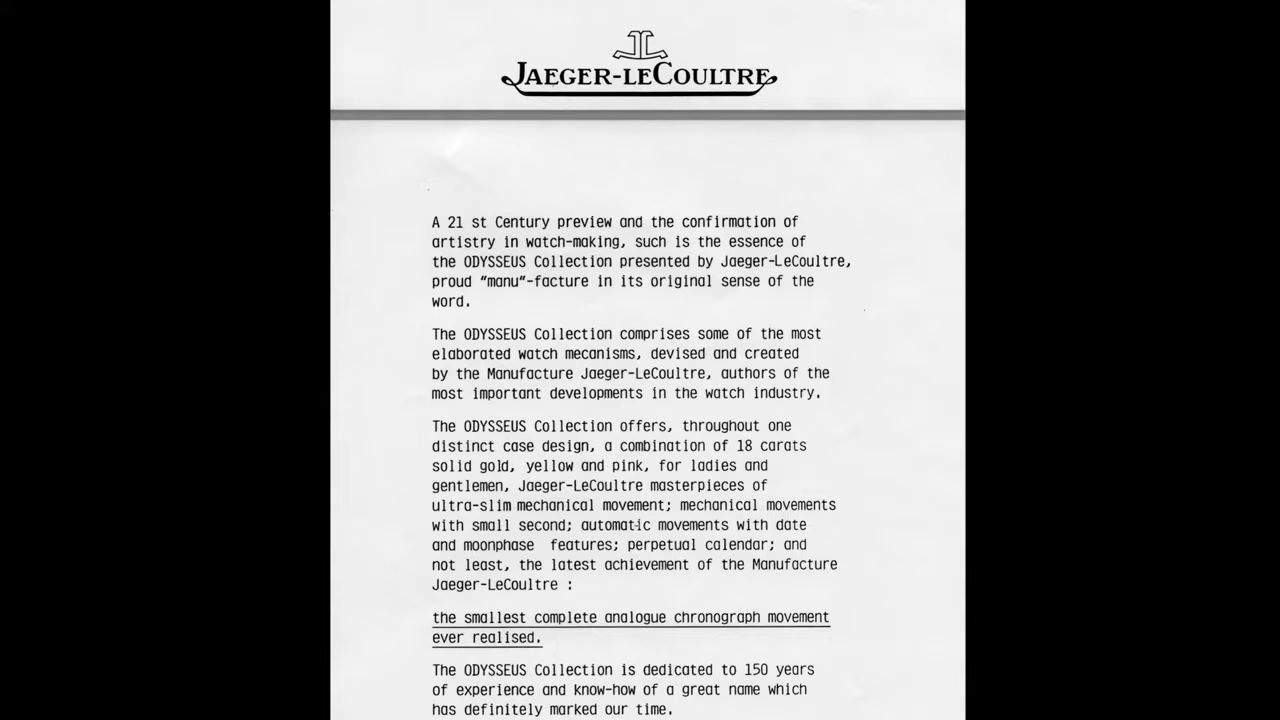 JAEGER-LECOULTRE
A 21 st Century preview and the confirmation of
artistry in watch-making, such is the essence of
the ODYSSEUS Collection presented by Jaeger-LeCoultre,
proud "manu"-facture in its original sense of the
word.
The ODYSSEUS Collection comprises some of the most
elaborated watch mecanisms, devised and created
by the Manufacture Jaeger-LeCoultre, authors of the
most important developments in the watch industry.
The ODYSSEUS Collection offers, throughout one
distinct case design, a combination of 18 carats
solid gold, yellow and pink, for ladies and
gentlemen, Jaeger-LeCoultre masterpieces of
ultra-slim mechanical movement; mechanical movements
with small second; automatic movements with date
and moonphase  features; perpetual calendar; and
not least, the latest achievement of the Manufacture
Jaeger-LeCoultre :
the smallest complete analogue chronograph movement
ever realised.
The ODYSSEUS Collection is dedicated to 150 years
of experience and know-how of a great name which
has definitely marked our time.